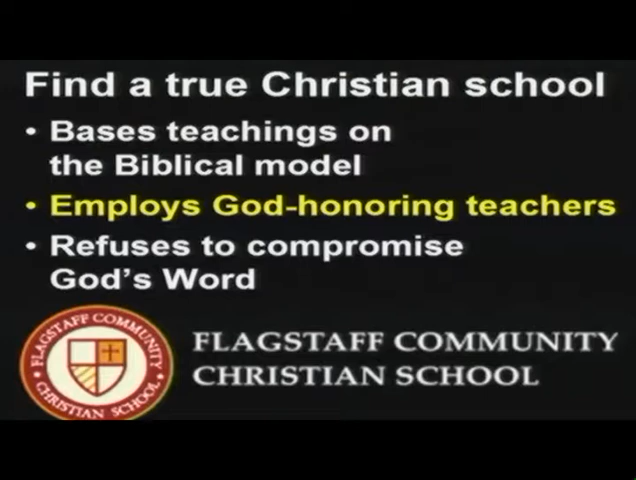 Find a true Christian school
• Bases teachings on
the Biblical model
• Employs God-honoring teachers
• Refuses to compromise
God's Word
FLAGSTAFF COMMUNITY
CHRISTIAN SCHOOL
FLAGSTAFF COMMUNITY
CHRISTIAN SCHOOL